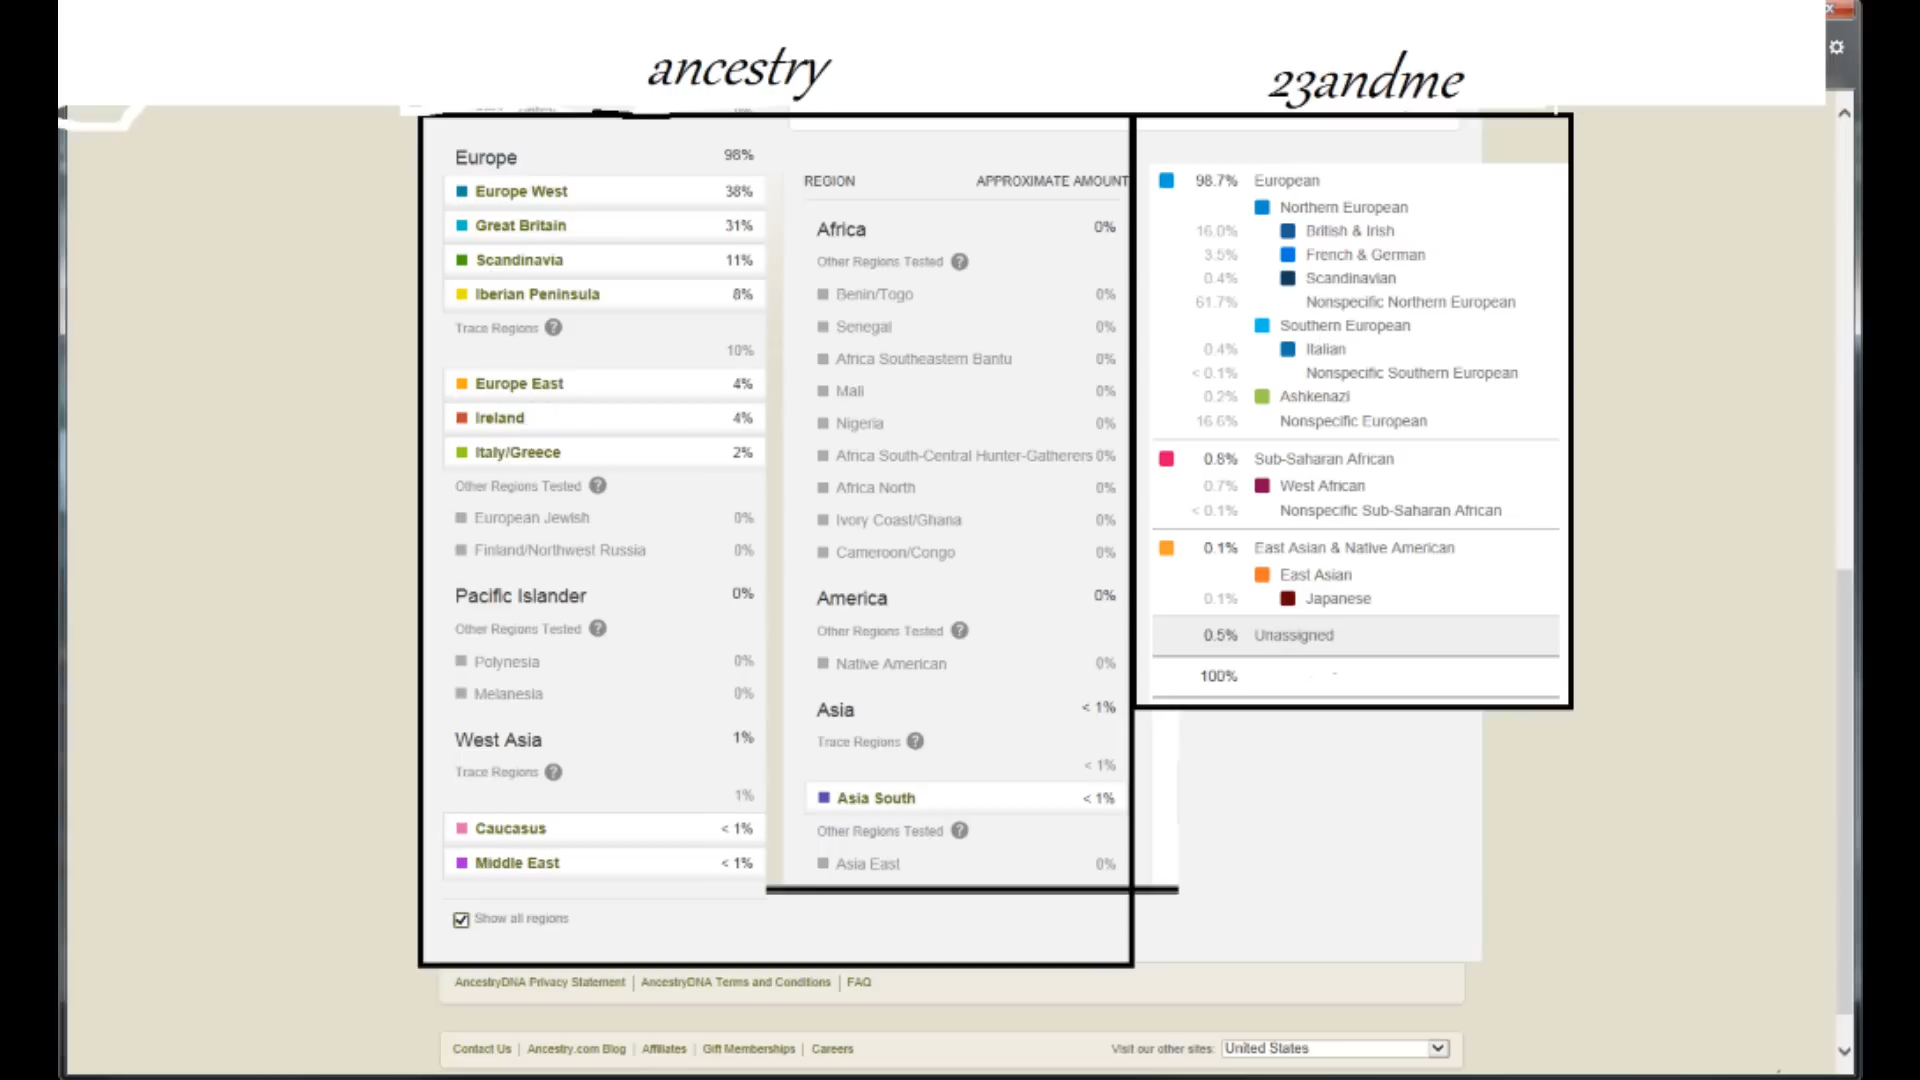 ancestry
23andme
Europe 98%
Europe West 38%
Great Britain 31%
Scandinavia 11%
Iberian Peninsula 8%
Trace Regions ?
10%
Europe East 4%
Ireland 4%
Italy/Greece 2%
Other Regions Tested ?
European Jewish 0%
Finland/Northwest Russia 0%
Pacific Islander 0%
Other Regions Tested ?
Polynesia 0%
Melanesia 0%
West Asia 1%
Trace Regions ?
1%
Caucasus < 1%
Middle East < 1%
Show all regions
REGION APPROXIMATE AMOUNT
Africa 0%
Other Regions Tested ?
Benin/Togo 0%
Senegal 0%
Africa Southeastern Bantu 0%
Mali 0%
Nigeria 0%
Africa South-Central Hunter-Gatherers 0%
Africa North 0%
Ivory Coast/Ghana 0%
Cameroon/Congo 0%
America 0%
Other Regions Tested ?
Native American 0%
Asia < 1%
Trace Regions ?
< 1%
Asia South < 1%
Other Regions Tested ?
Asia East 0%
98.7% European
Northern European
16.0% British & Irish
3.5% French & German
0.4% Scandinavian
61.7% Nonspecific Northern European
Southern European
0.4% Italian
< 0.1% Nonspecific Southern European
0.2% Ashkenazi
16.6% Nonspecific European
0.8% Sub-Saharan African
0.7% West African
< 0.1% Nonspecific Sub-Saharan African
0.1% East Asian & Native American
East Asian
0.1% Japanese
0.5% Unassigned
100%
AncestryDNA Privacy Statement | AncestryDNA Terms and Conditions | FAQ
Contact Us | Ancestry.com Blog | Affiliates | Gift Memberships | Careers
Visit our other sites: United States